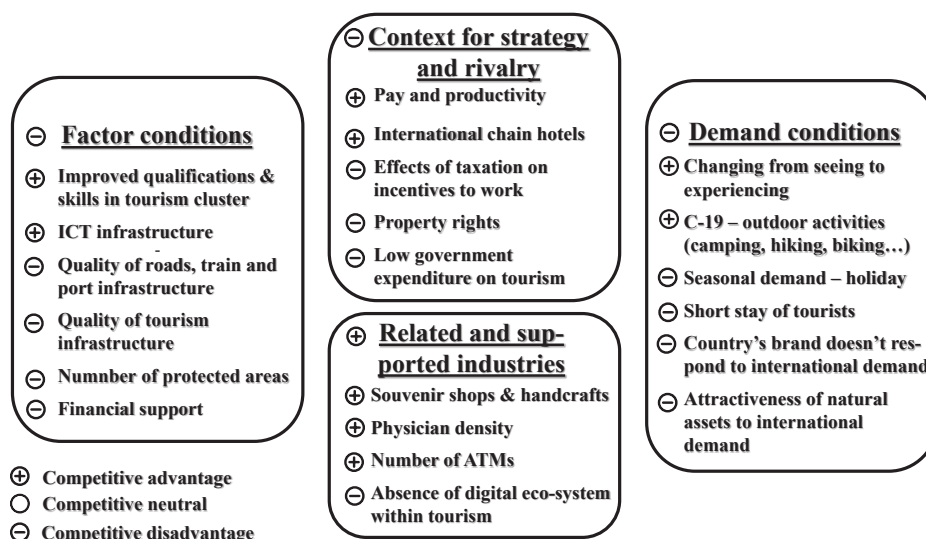 Context for strategy
and rivalry
Pay and productivity
International chain hotels
Effects of taxation on
incentives to work
Property rights
Low government
expenditure on tourism
Factor conditions
Improved qualifications &
skills in tourism cluster
ICT infrastructure
Quality of roads, train and
port infrastructure
Quality of tourism
infrastructure
Numnber of protected areas
Financial support
Demand conditions
Changing from seeing to
experiencing
C-19 – outdoor activities
(camping, hiking, biking…)
Seasonal demand – holiday
Short stay of tourists
Country’s brand doesn’t res-
pond to international demand
Attractiveness of natural
assets to international
demand
Related and sup-
ported industries
Souvenir shops & handcrafts
Physician density
Number of ATMs
Absence of digital eco-system
within tourism
Competitive advantage
Competitive neutral
Competitive disadvantage